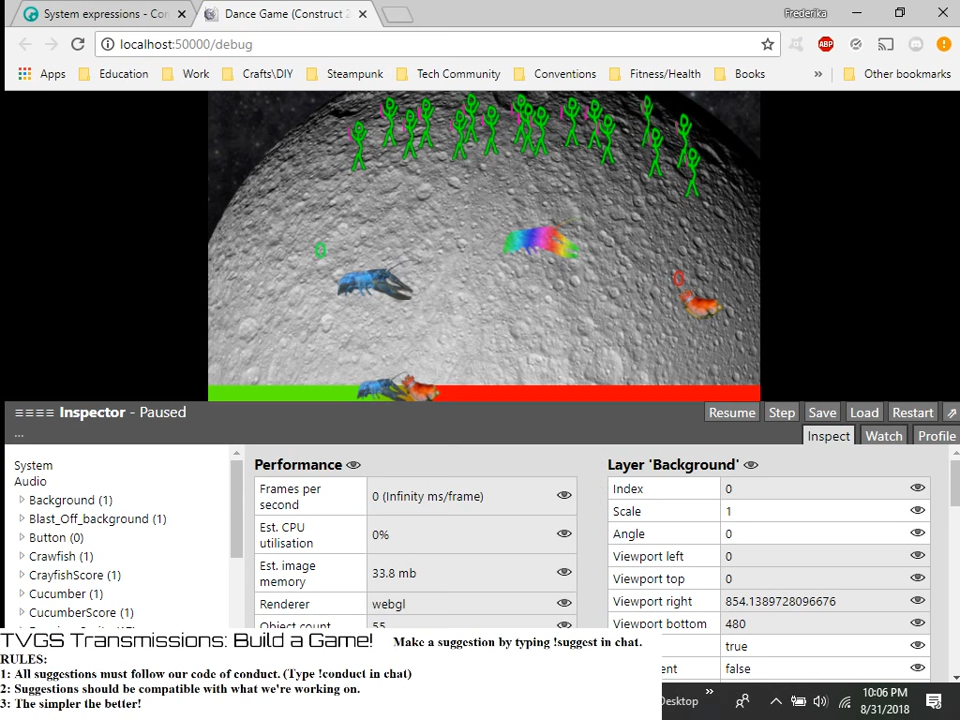 System expressions - Con
Dance Game (Construct 2
Frederika
localhost:50000/debug
ABP
Apps
Education
Work
Crafts\DIY
Steampunk
Tech Community
Conventions
Fitness/Health
Books
»
Other bookmarks
0
0
Inspector - Paused
Resume
Step
Save
Load
Restart
...
Inspect
Watch
Profile
System
Audio
Background (1)
Blast_Off_background (1)
Button (0)
Crawfish (1)
CrayfishScore (1)
Cucumber (1)
CucumberScore (1)
Performance
Frames per second
0 (Infinity ms/frame)
Est. CPU utilisation
0%
Est. image memory
33.8 mb
Renderer
webgl
Object count
55
Layer 'Background'
Index
0
Scale
1
Angle
0
Viewport left
0
Viewport top
0
Viewport right
854.1389728096676
Viewport bottom
480
true
false
TVGS Transmissions: Build a Game!
Make a suggestion by typing !suggest in chat.
RULES:
1: All suggestions must follow our code of conduct. (Type !conduct in chat)
2: Suggestions should be compatible with what we're working on.
3: The simpler the better!
Desktop
»
10:06 PM
8/31/2018